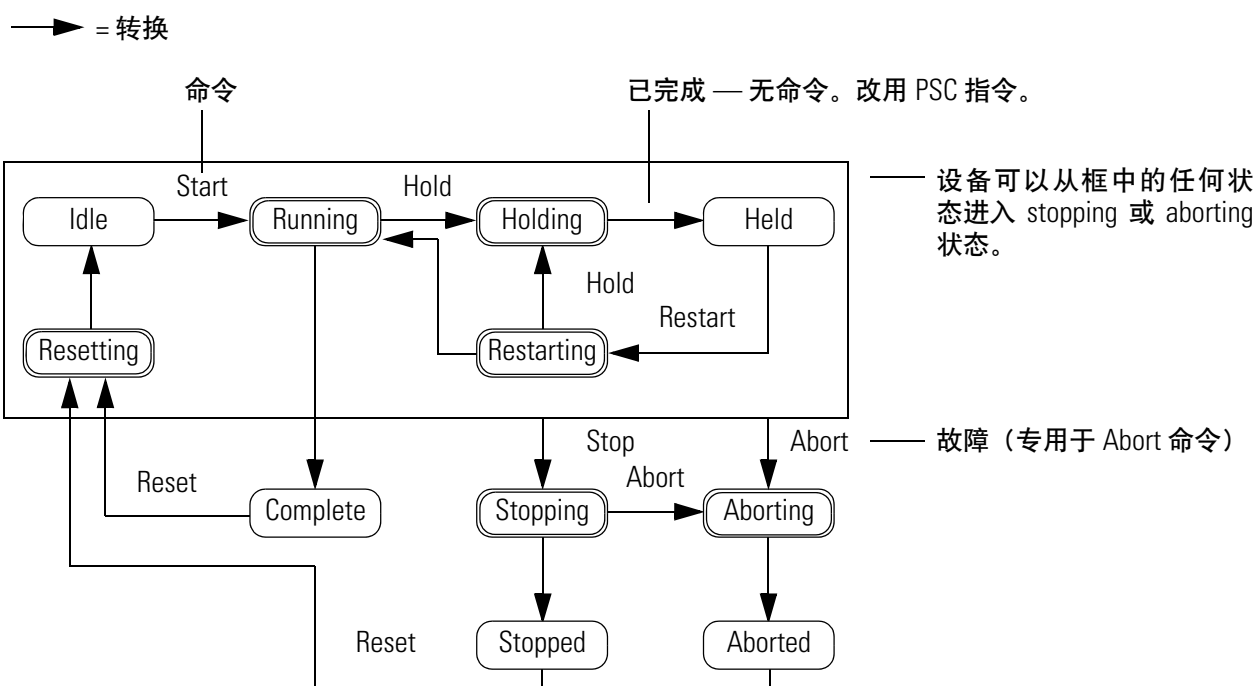 = 转换
命令
已完成 — 无命令。改用 PSC 指令。
Start
Hold
设备可以从框中的任何状
态进入 stopping 或 aborting
状态。
Idle
Running
Holding
Held
Hold
Restart
Resetting
Restarting
Stop
Abort
故障（专用于 Abort 命令）
Reset
Abort
Complete
Stopping
Aborting
Reset
Stopped
Aborted